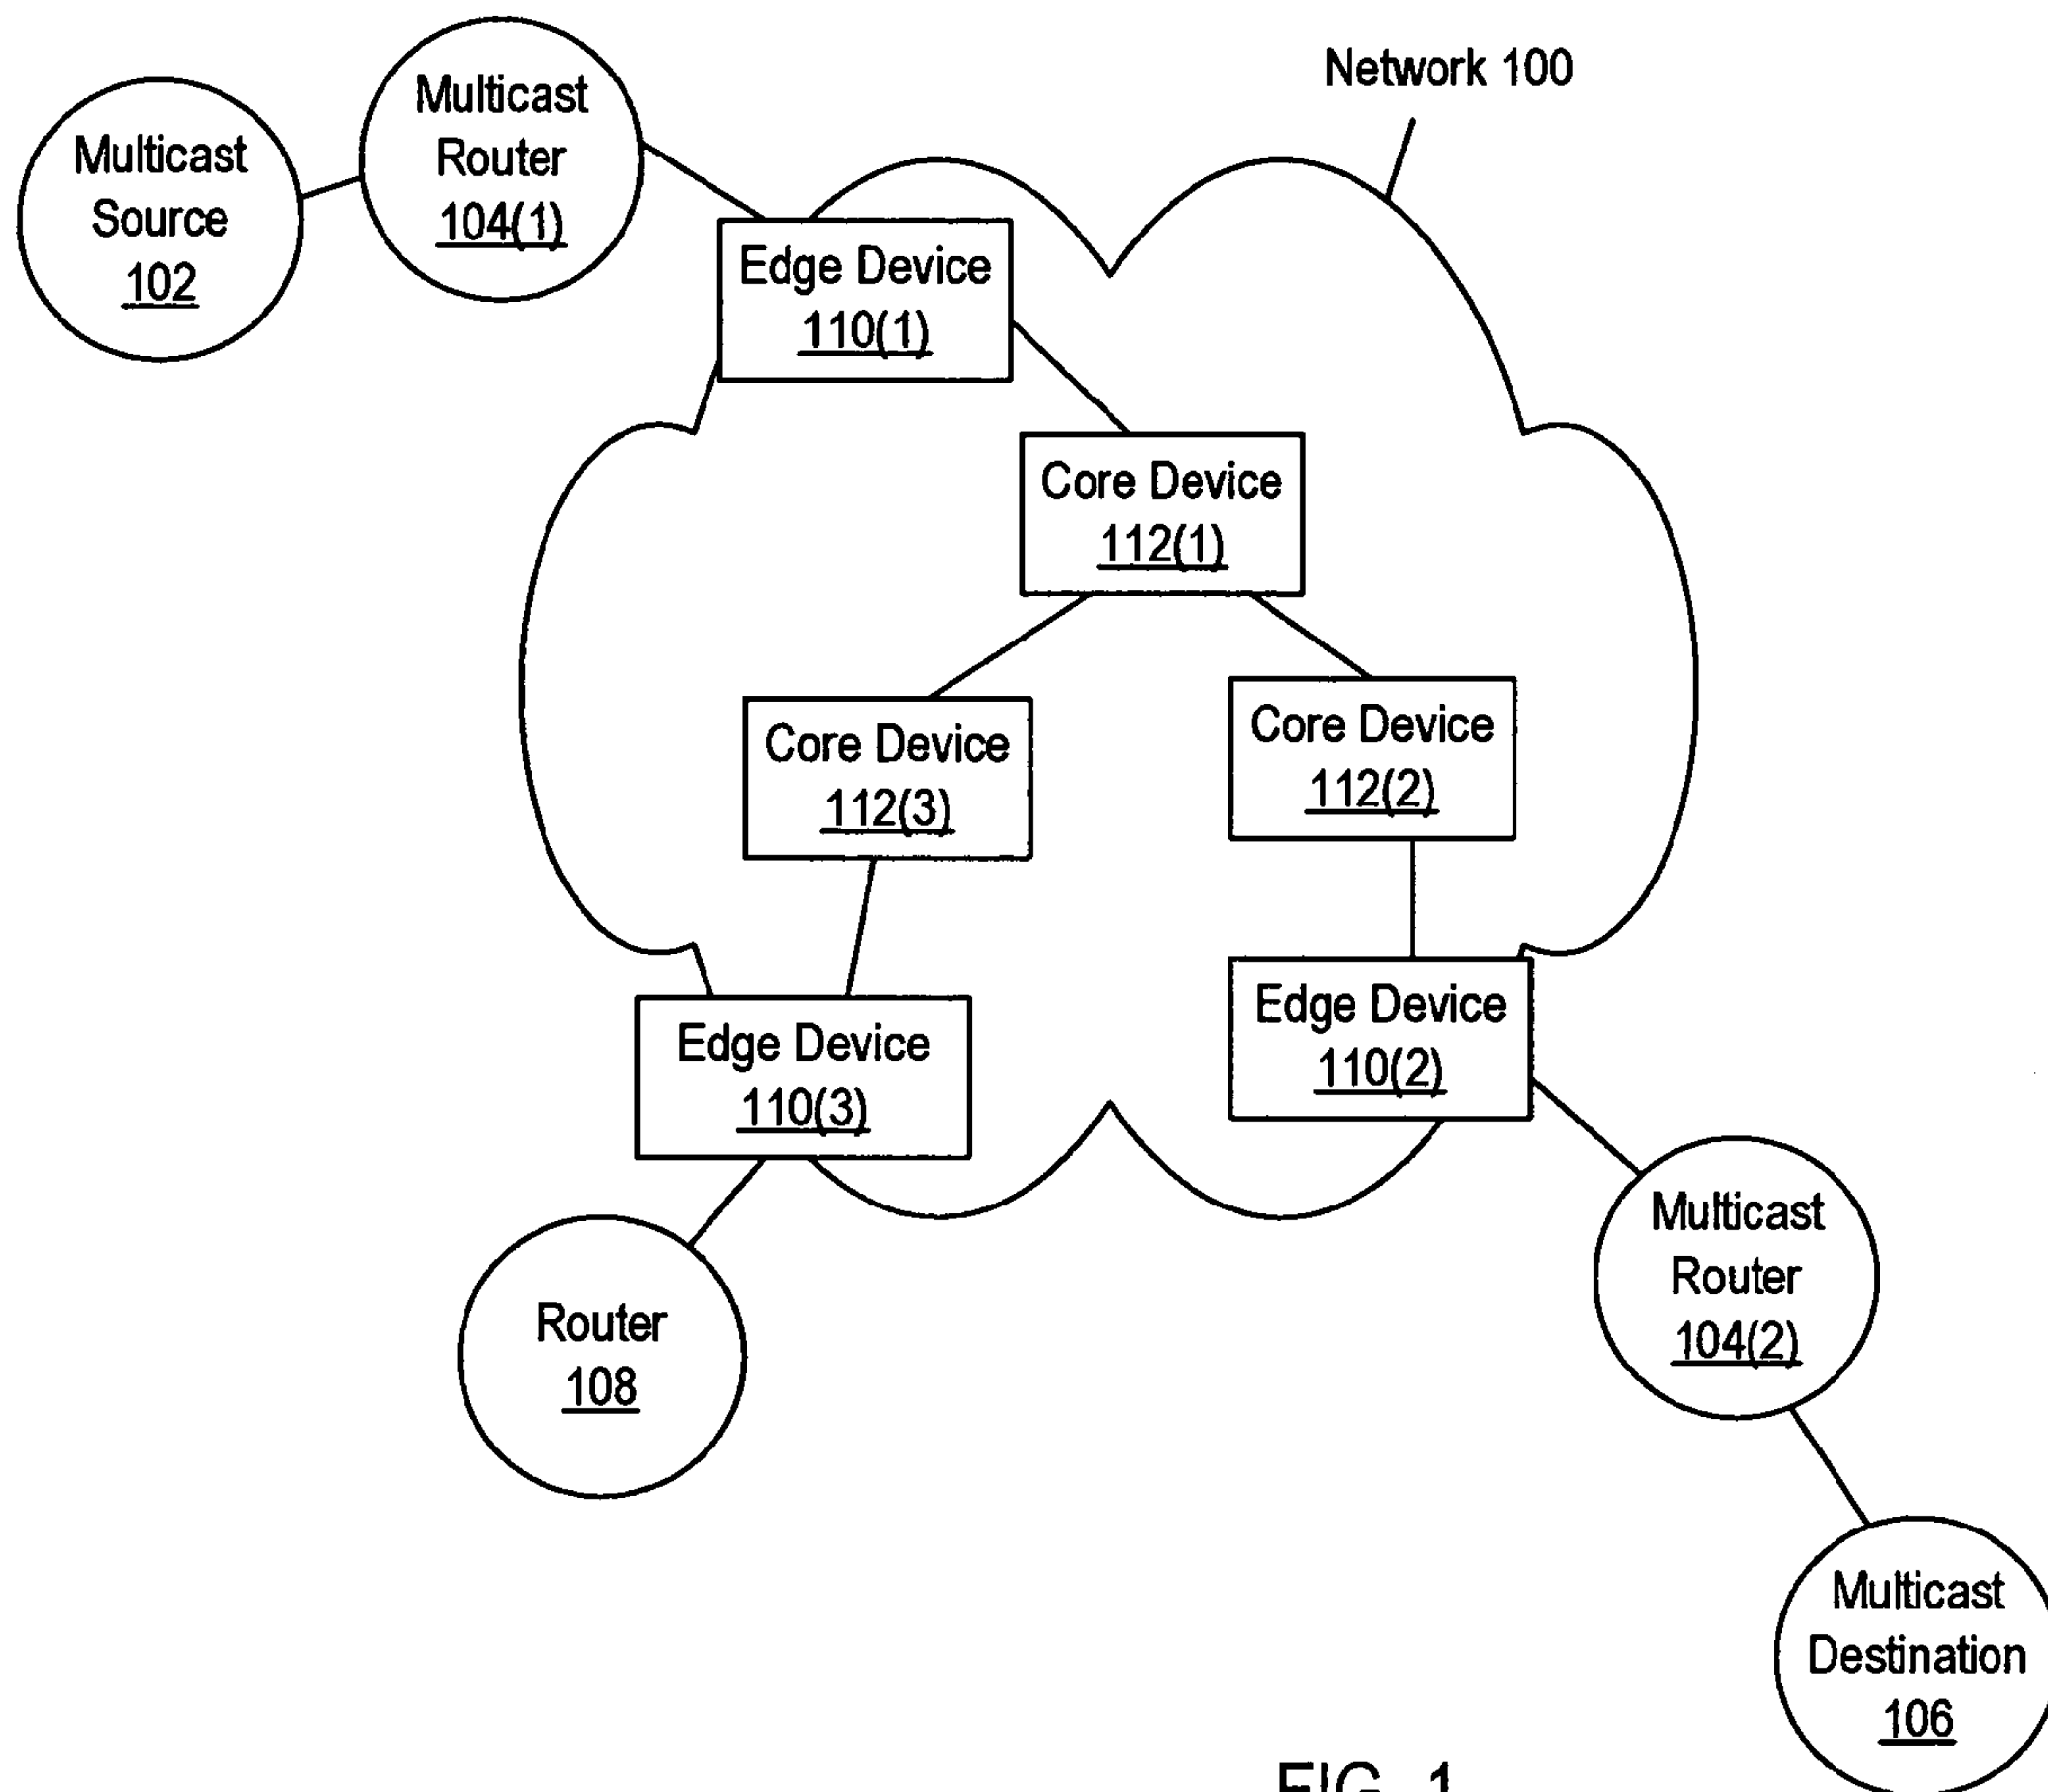 Network 100
Multicast
Router
104(1)
Multicast
Source
102
Edge Device
110(1)
Core Device
112(1)
Core Device
112(3)
Core Device
112(2)
Edge Device
110(3)
Edge Device
110(2)
Router
108
Multicast
Router
104(2)
Multicast
Destination
106
FIG. 1